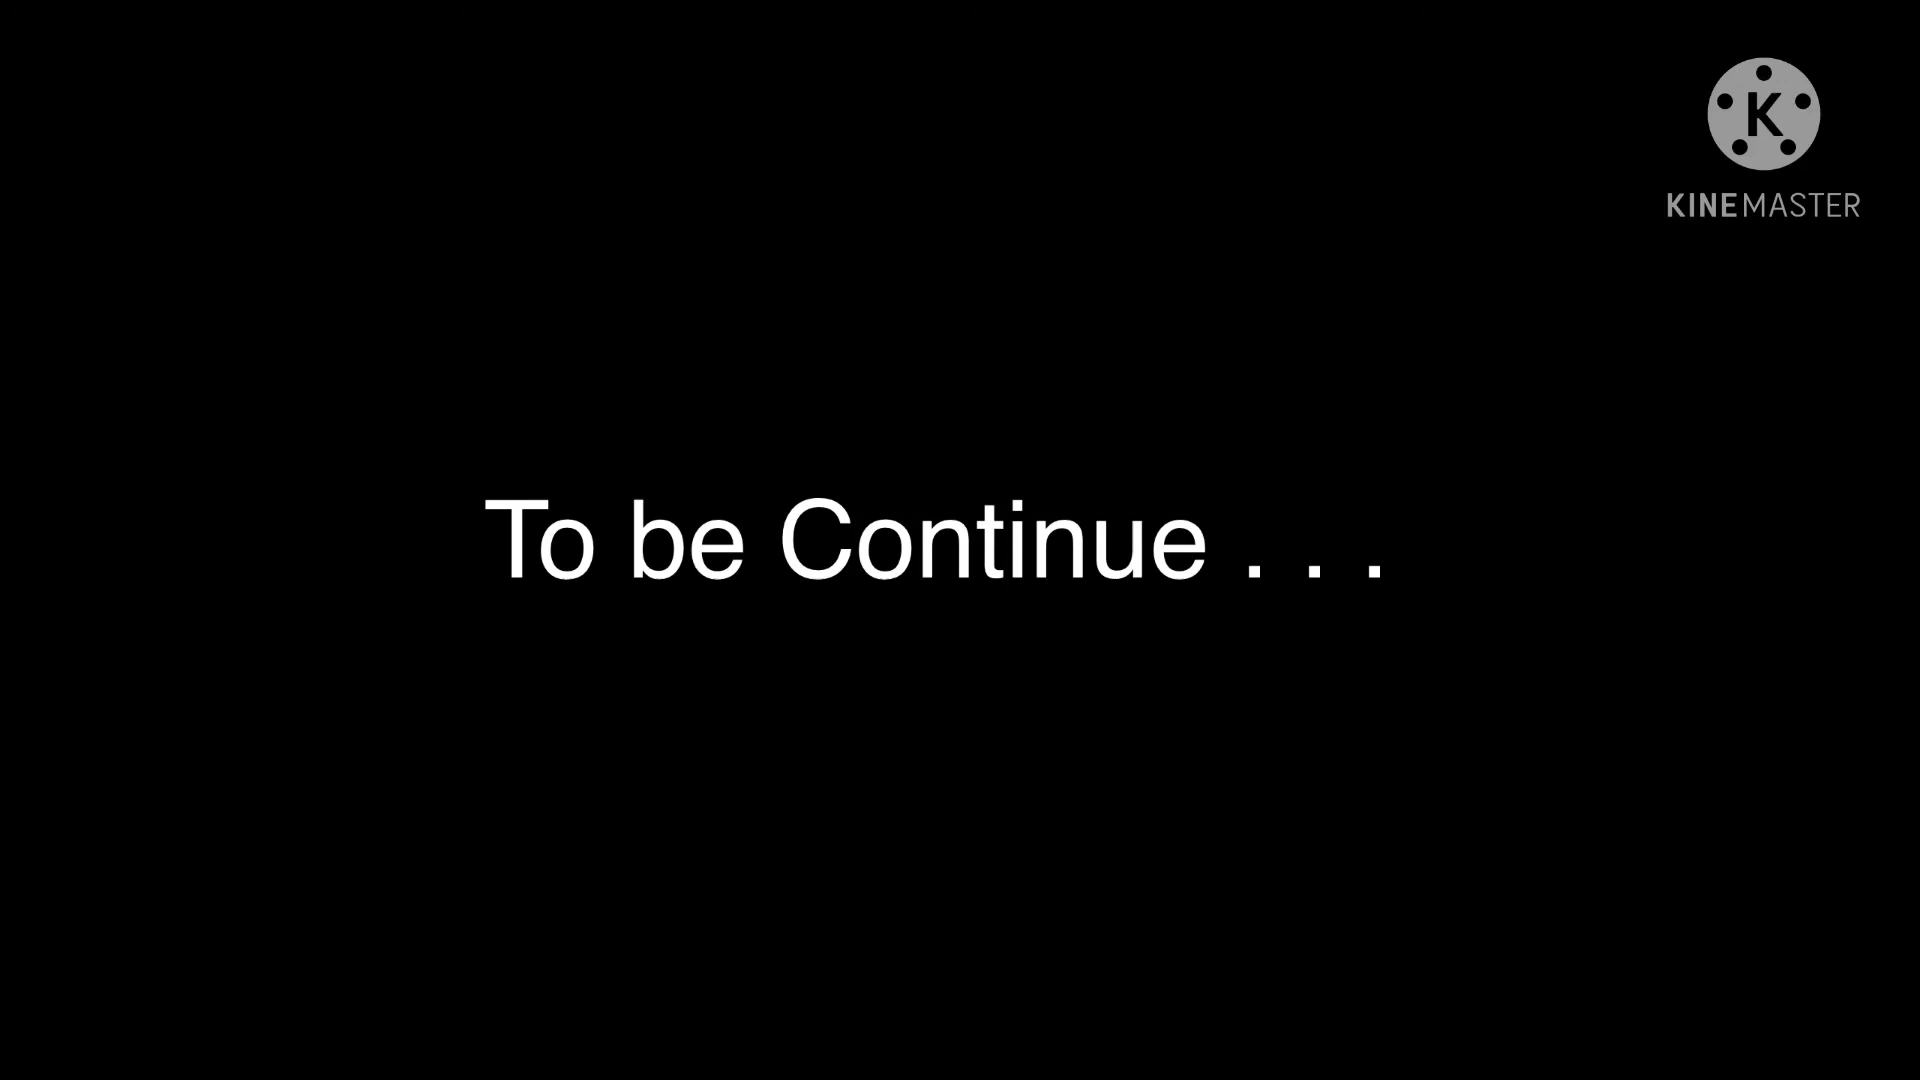 K
KINEMASTER
To be Continue . . .